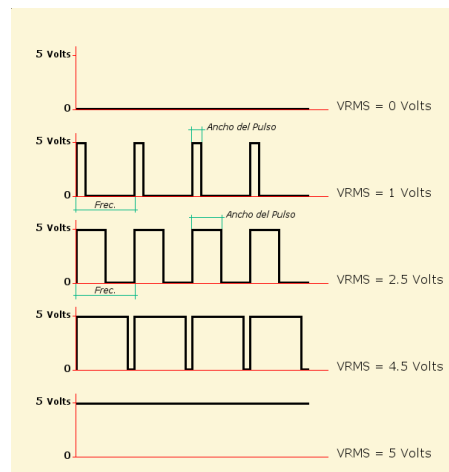 5 Volts
0
VRMS = 0 Volts
Ancho del Pulso
5 Volts
0
VRMS = 1 Volts
Frec.
Ancho del Pulso
5 Volts
0
VRMS = 2.5 Volts
Frec.
5 Volts
0
VRMS = 4.5 Volts
5 Volts
0
VRMS = 5 Volts